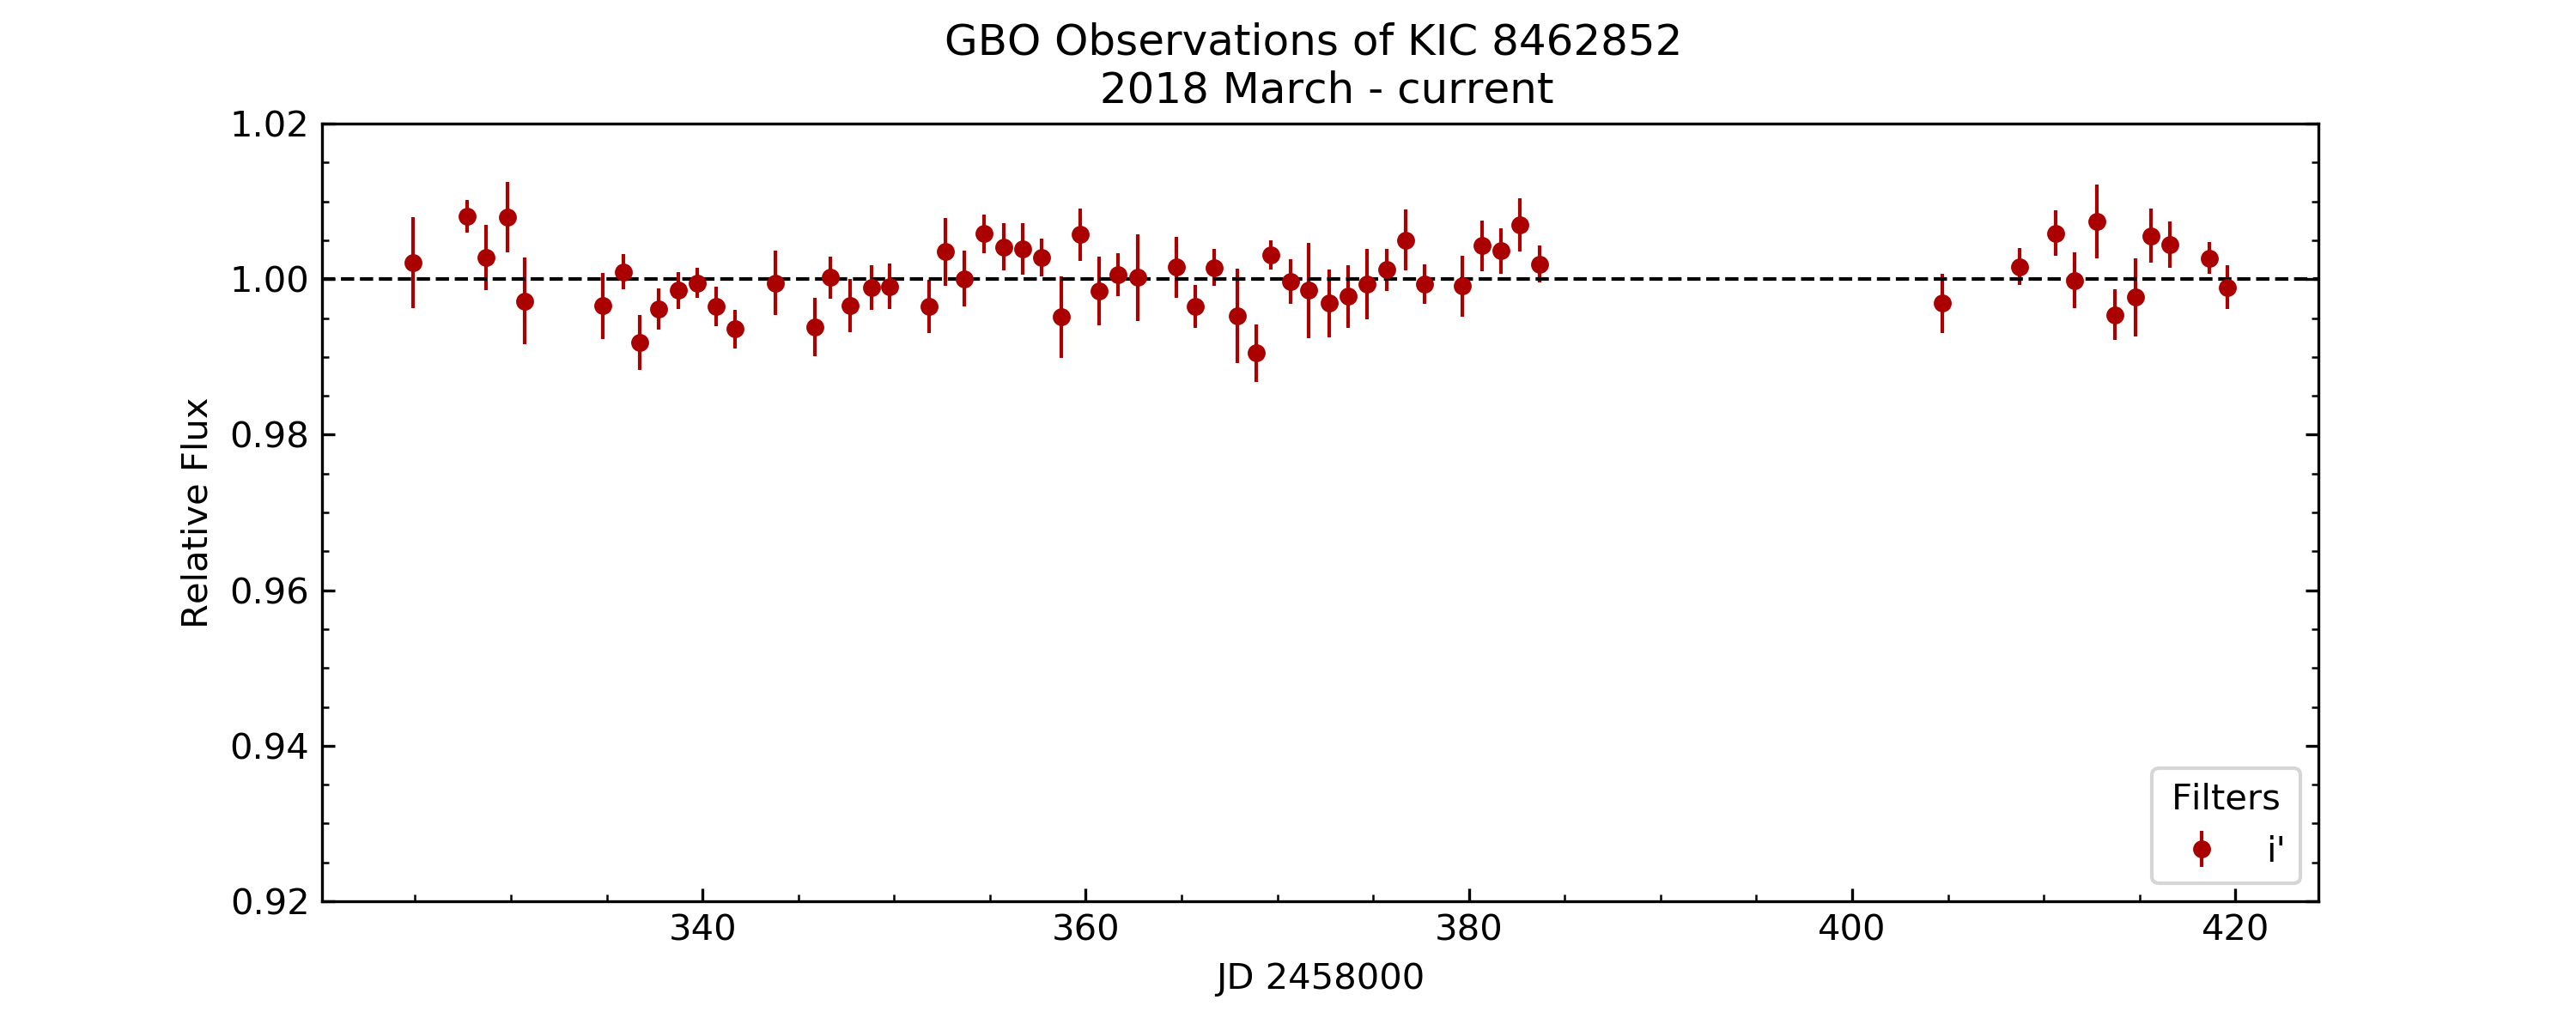 GBO Observations of KIC 8462852
2018 March - current
1.02
1.00
0.98
0.96
0.94
0.92
Relative Flux
Filters
i'
340
360
380
400
420
JD 2458000